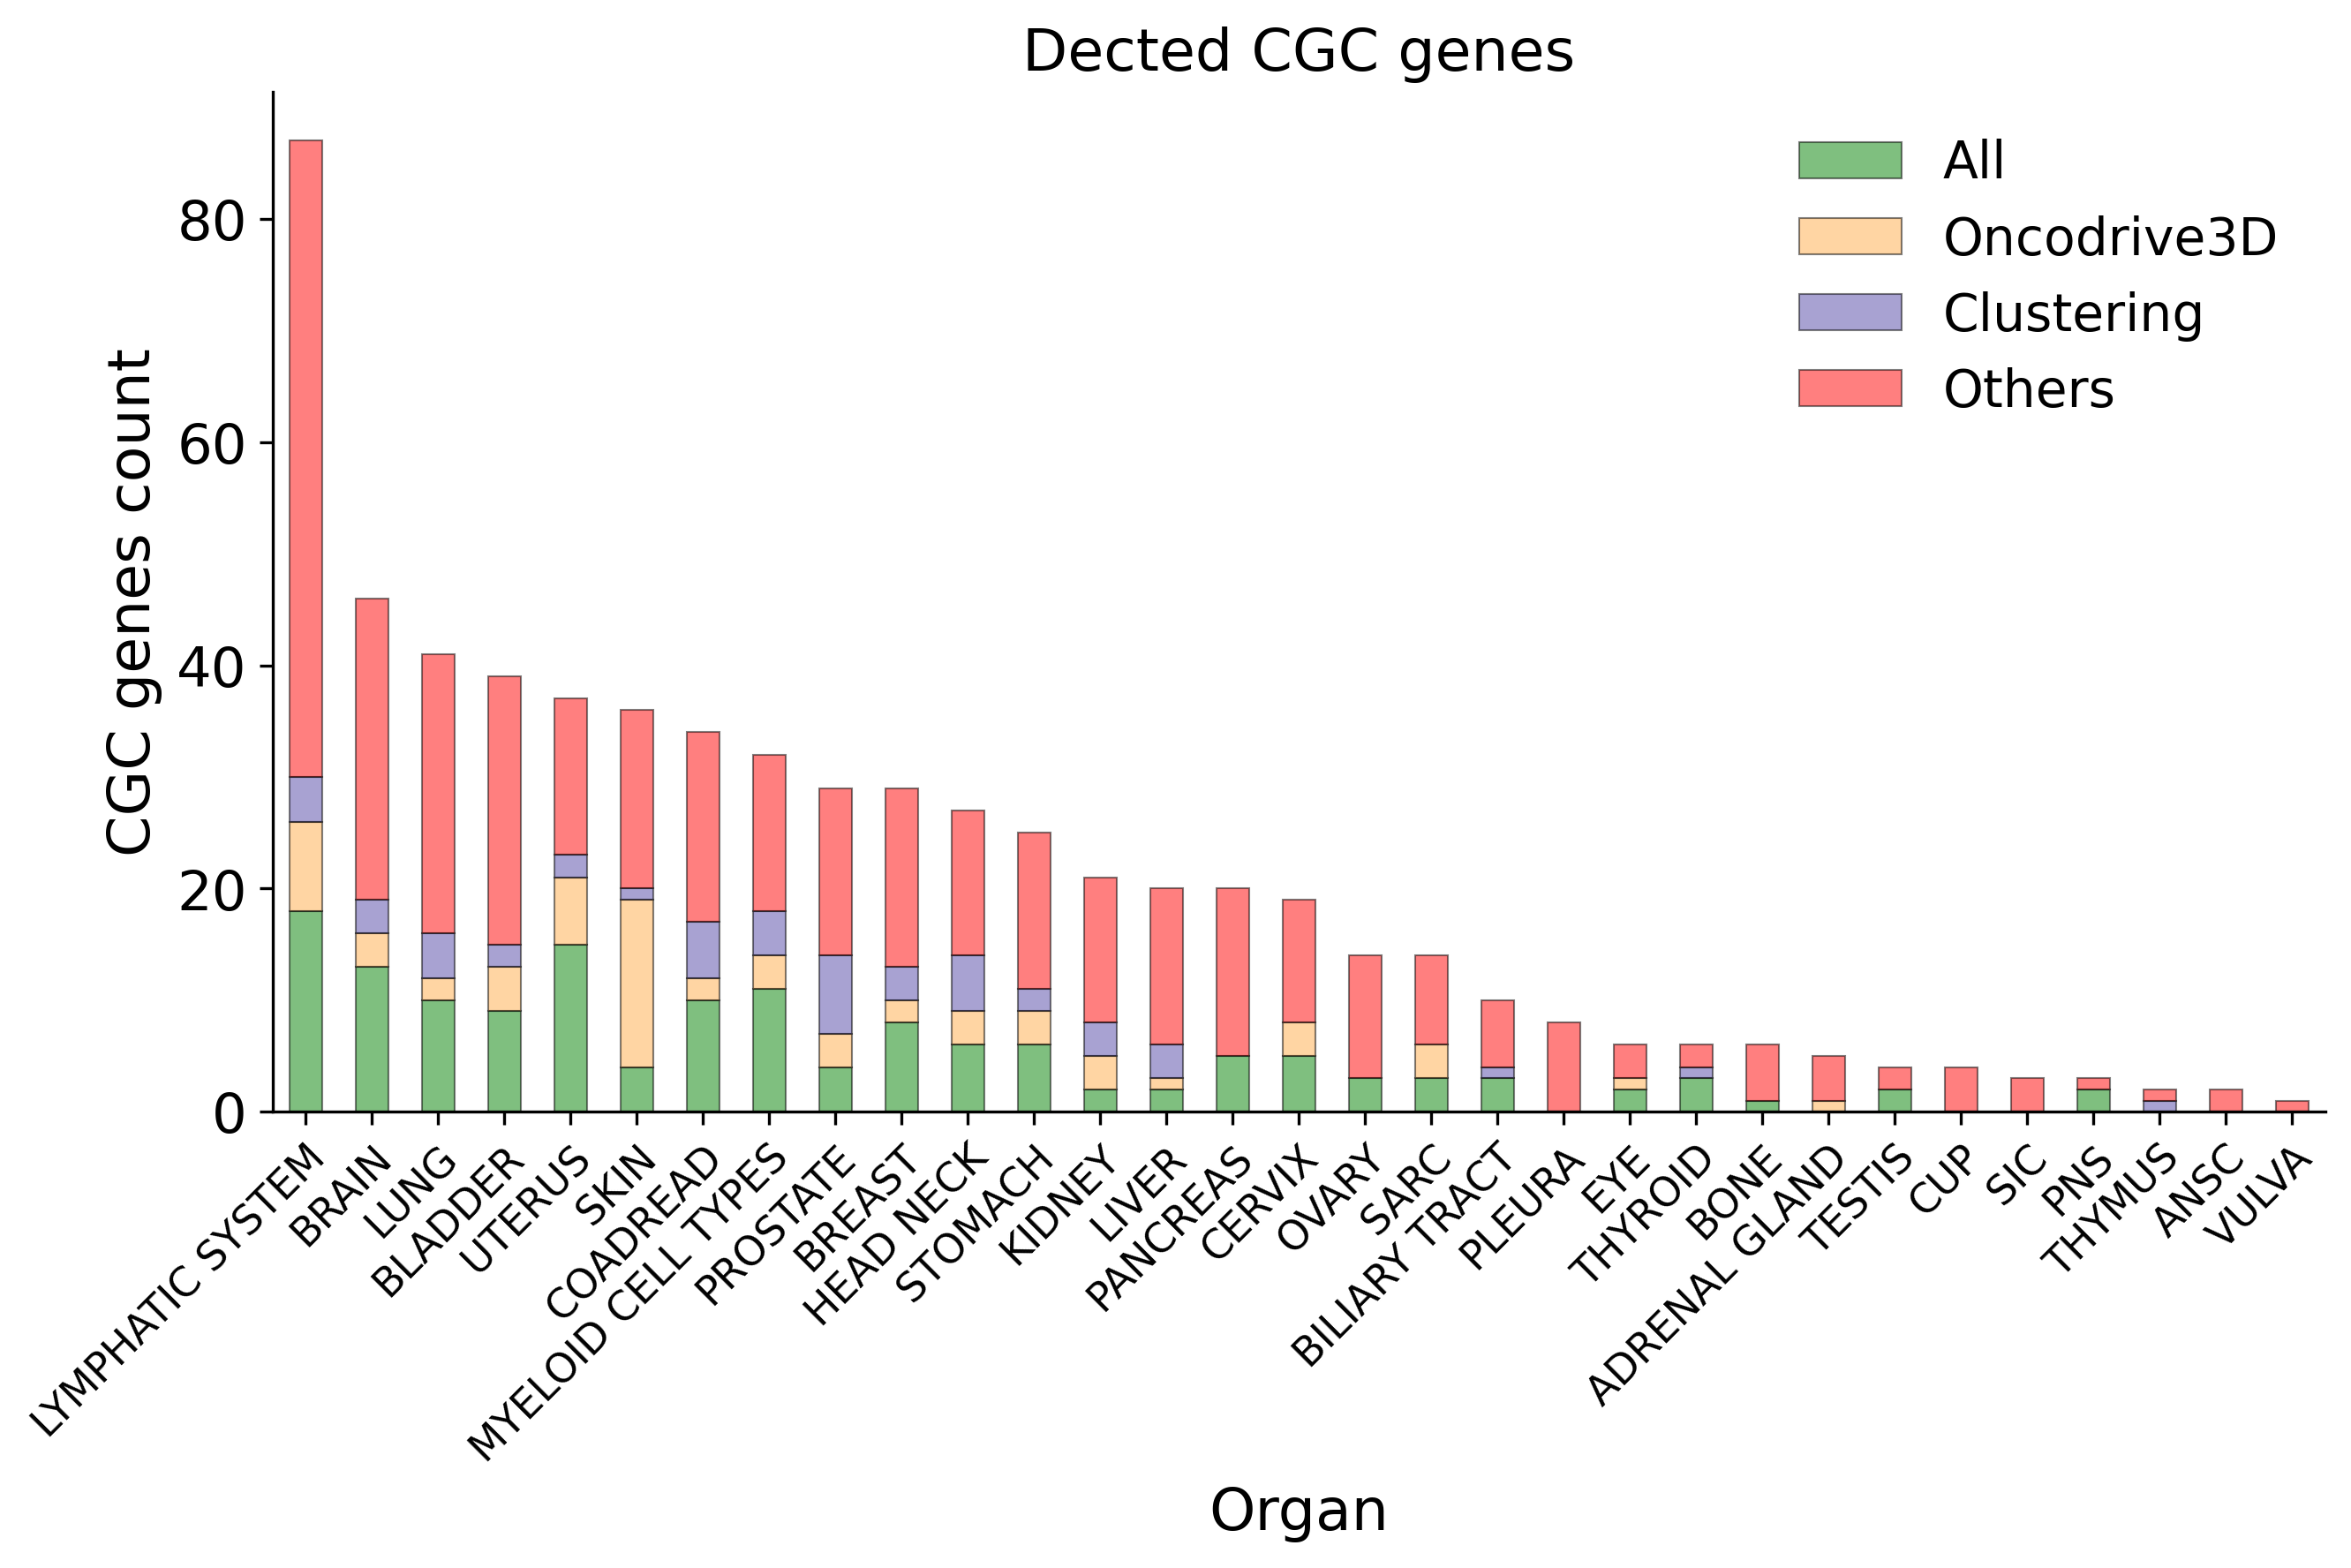 Dected CGC genes
All
Oncodrive3D
Clustering
Others
CGC genes count
80
60
40
20
0
LYMPHATIC SYSTEM
BRAIN
LUNG
BLADDER
UTERUS
SKIN
COADREAD
MYELOID CELL TYPES
PROSTATE
BREAST
HEAD NECK
STOMACH
KIDNEY
LIVER
PANCREAS
CERVIX
OVARY
SARC
BILIARY TRACT
PLEURA
EYE
THYROID
BONE
ADRENAL GLAND
TESTIS
CUP
SIC
PNS
THYMUS
ANSC
VULVA
Organ